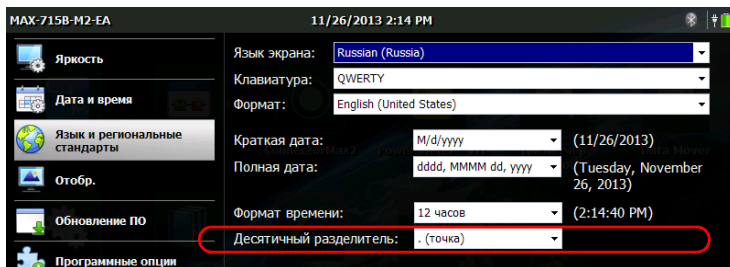 MAX-715B-M2-EA 11/26/2013 2:14 PM
Яркость
Дата и время
Язык и региональные
стандарты
Отобр.
Обновление ПО
Программные опции
Язык экрана: Russian (Russia)
Клавиатура: QWERTY
Формат: English (United States)
Краткая дата: M/d/yyyy (11/26/2013)
Полная дата: dddd, MMMM dd, yyyy (Tuesday, November
26, 2013)
Формат времени: 12 часов (2:14:40 PM)
Десятичный разделитель: . (точка)